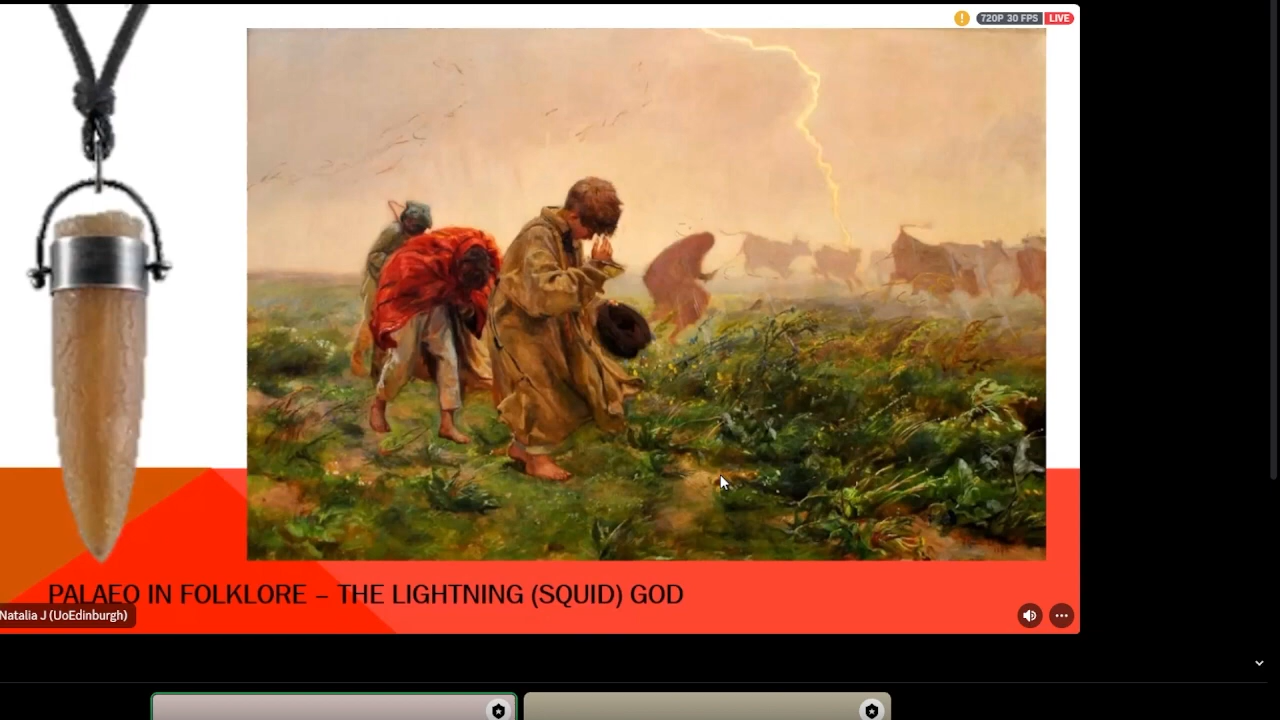 720P 30 FPS LIVE
PALAEO IN FOLKLORE – THE LIGHTNING (SQUID) GOD
Natalia J (UoEdinburgh)